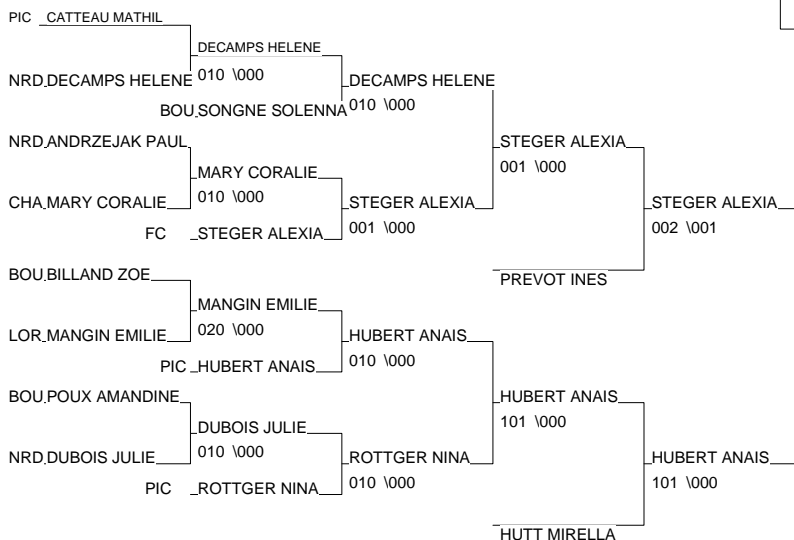 PIC CATTEAU MATHIL
DECAMPS HELENE
NRD DECAMPS HELENE 010 \000 DECAMPS HELENE
BOU SONGNE SOLENNA 010 \000
NRD ANDRZEJAK PAUL STEGER ALEXIA
MARY CORALIE 001 \000
CHA MARY CORALIE 010 \000 STEGER ALEXIA STEGER ALEXIA
FC STEGER ALEXIA 001 \000 002 \001
BOU BILLAND ZOE PREVOT INES
MANGIN EMILIE
LOR MANGIN EMILIE 020 \000 HUBERT ANAIS
PIC HUBERT ANAIS 010 \000
BOU POUX AMANDINE HUBERT ANAIS
DUBOIS JULIE 101 \000
NRD DUBOIS JULIE 010 \000 ROTTGER NINA HUBERT ANAIS
PIC ROTTGER NINA 010 \000 101 \000
HUTT MIRELLA